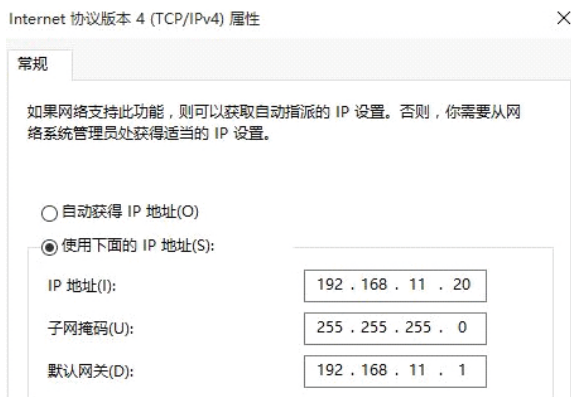 Internet 协议版本 4 (TCP/IPv4) 属性
常规
如果网络支持此功能，则可以获取自动指派的 IP 设置。否则，你需要从网
络系统管理员处获得适当的 IP 设置。
自动获得 IP 地址(O)
使用下面的 IP 地址(S):
IP 地址(I): 192 . 168 . 11 . 20
子网掩码(U): 255 . 255 . 255 . 0
默认网关(D): 192 . 168 . 11 . 1